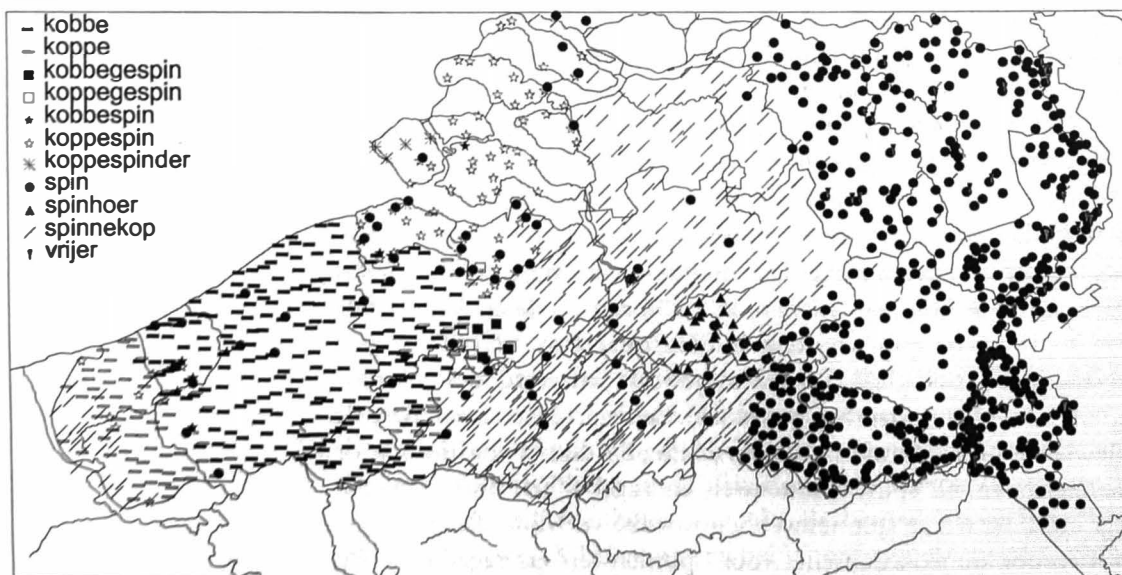 kobbe
koppe
kobbegespin
koppegespin
kobbespin
koppespin
koppespinder
spin
spinhoer
spinnekop
vrijer